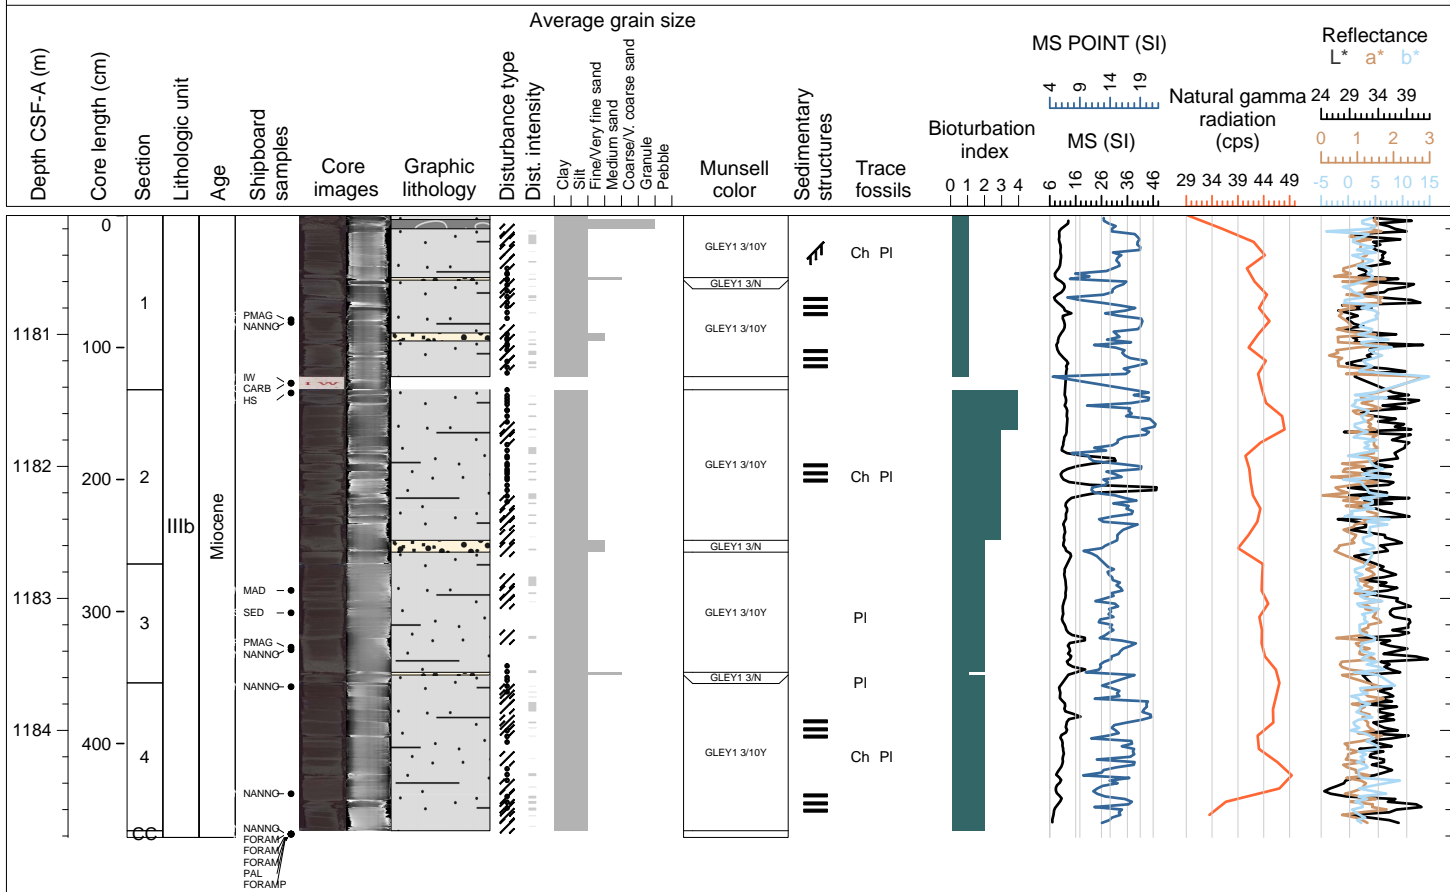 Average grain size
Depth CSF-A (m)
Core length (cm)
Section
Lithologic unit
Age
Shipboard samples
Core images
Graphic lithology
Disturbance type
Dist. intensity
Clay
Silt
Fine/Very fine sand
Medium sand
Coarse/V. coarse sand
Granule
Pebble
Munsell color
Sedimentary structures
Trace fossils
Bioturbation index
0 1 2 3 4
MS POINT (SI)
4 9 14 19
MS (SI)
6 16 26 36 46
Natural gamma radiation (cps)
29 34 39 44 49
Reflectance
L* a* b*
24 29 34 39
0 1 2 3
-5 0 5 10 15
1181
1182
1183
1184
0
100
200
300
400
1
2
3
4
CC
IIIb
Miocene
PMAG
NANNO
IW
CARB
HS
MAD
SED
PMAG
NANNO
NANNO
NANNO
NANNO
FORAM
FORAM
FORAM
PAL
FORAMP
I W
GLEY1 3/10Y
GLEY1 3/N
GLEY1 3/10Y
GLEY1 3/10Y
GLEY1 3/N
GLEY1 3/10Y
GLEY1 3/N
GLEY1 3/10Y
Ch Pl
Ch Pl
Pl
Pl
Ch Pl